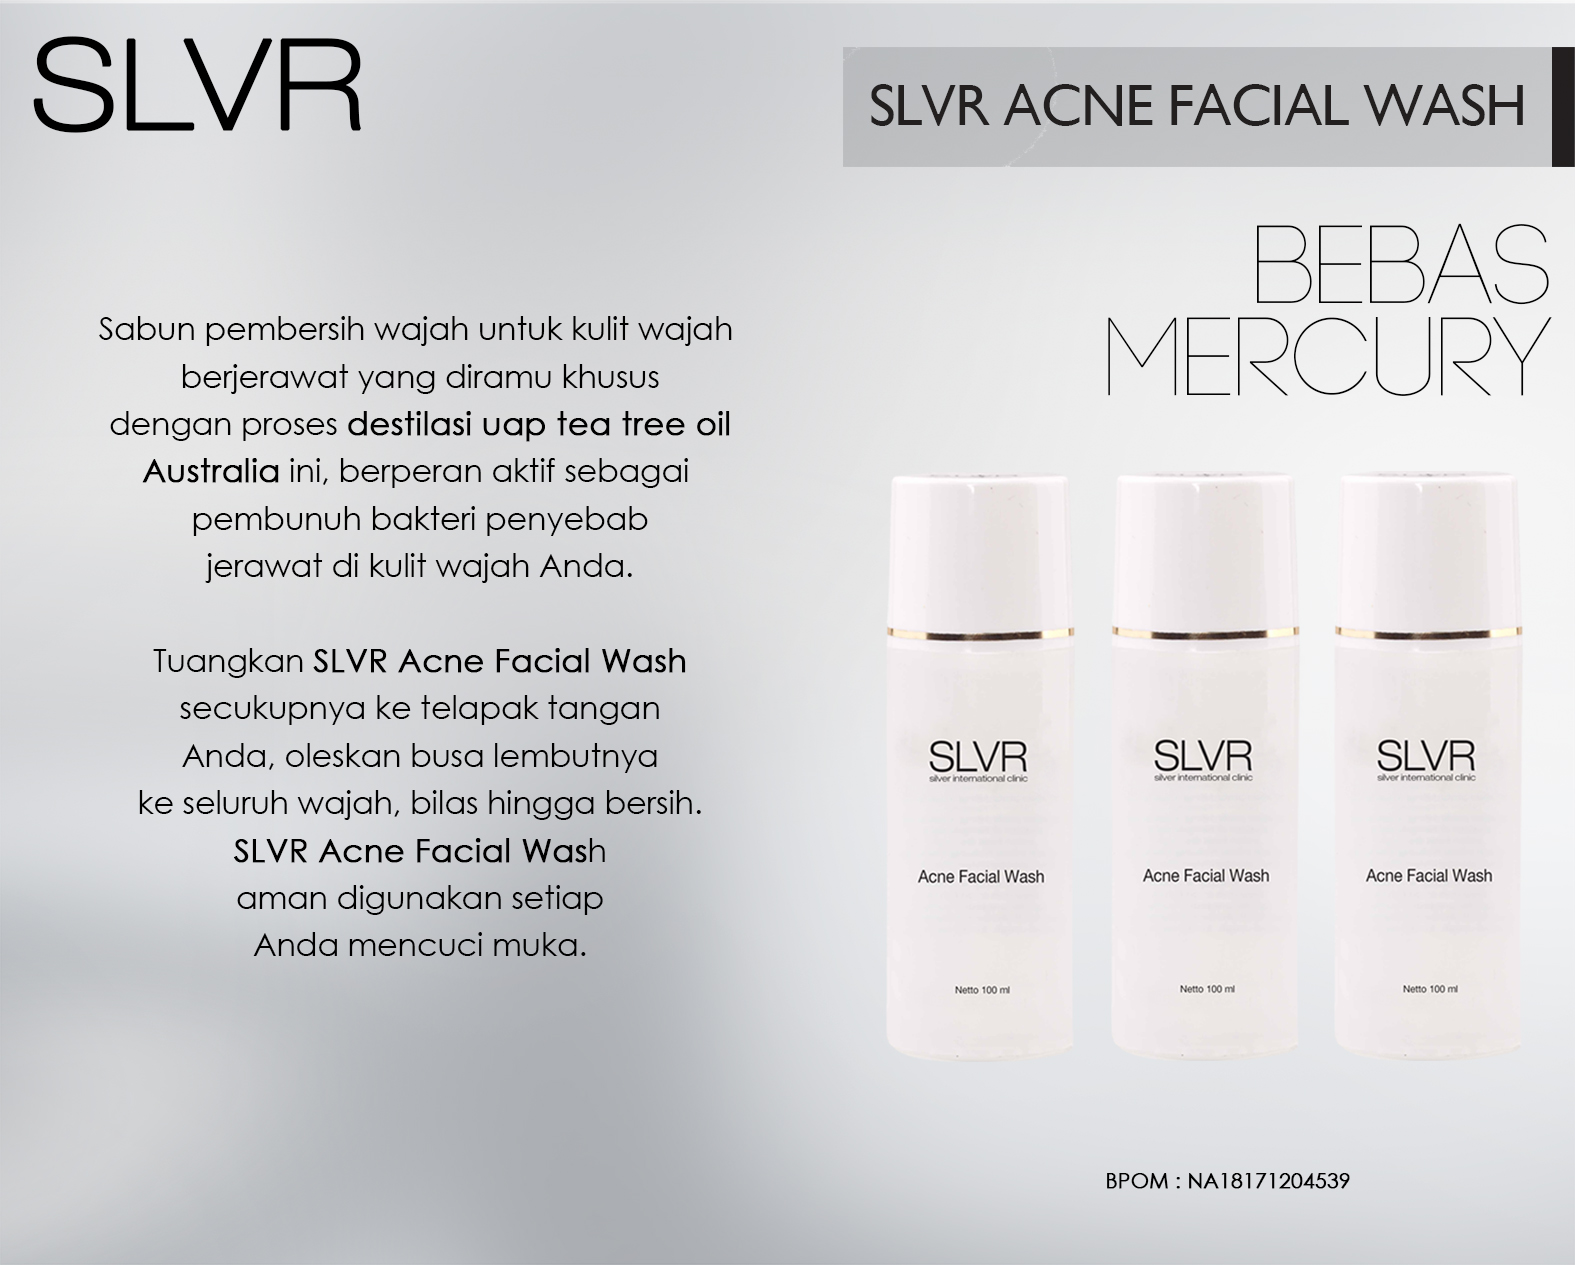 SLVR
SLVR ACNE FACIAL WASH
BEBAS
MERCURY
Sabun pembersih wajah untuk kulit wajah
berjerawat yang diramu khusus
dengan proses destilasi uap tea tree oil
Australia ini, berperan aktif sebagai
pembunuh bakteri penyebab
jerawat di kulit wajah Anda.
Tuangkan SLVR Acne Facial Wash
secukupnya ke telapak tangan
Anda, oleskan busa lembutnya
ke seluruh wajah, bilas hingga bersih.
SLVR Acne Facial Wash
aman digunakan setiap
Anda mencuci muka.
SLVR
silver international clinic
Acne Facial Wash
Netto 100 ml
SLVR
silver international clinic
Acne Facial Wash
Netto 100 ml
SLVR
silver international clinic
Acne Facial Wash
Netto 100 ml
BPOM : NA18171204539